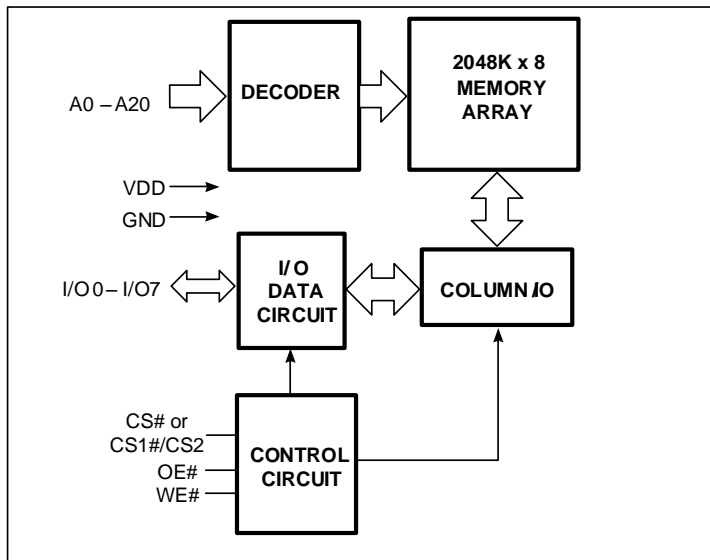 A0 – A20
DECODER
2048K x 8
MEMORY
ARRAY
VDD
GND
I/O0 – I/O7
I/O
DATA
CIRCUIT
COLUMN I/O
CS# or
CS1#/CS2
OE#
WE#
CONTROL
CIRCUIT